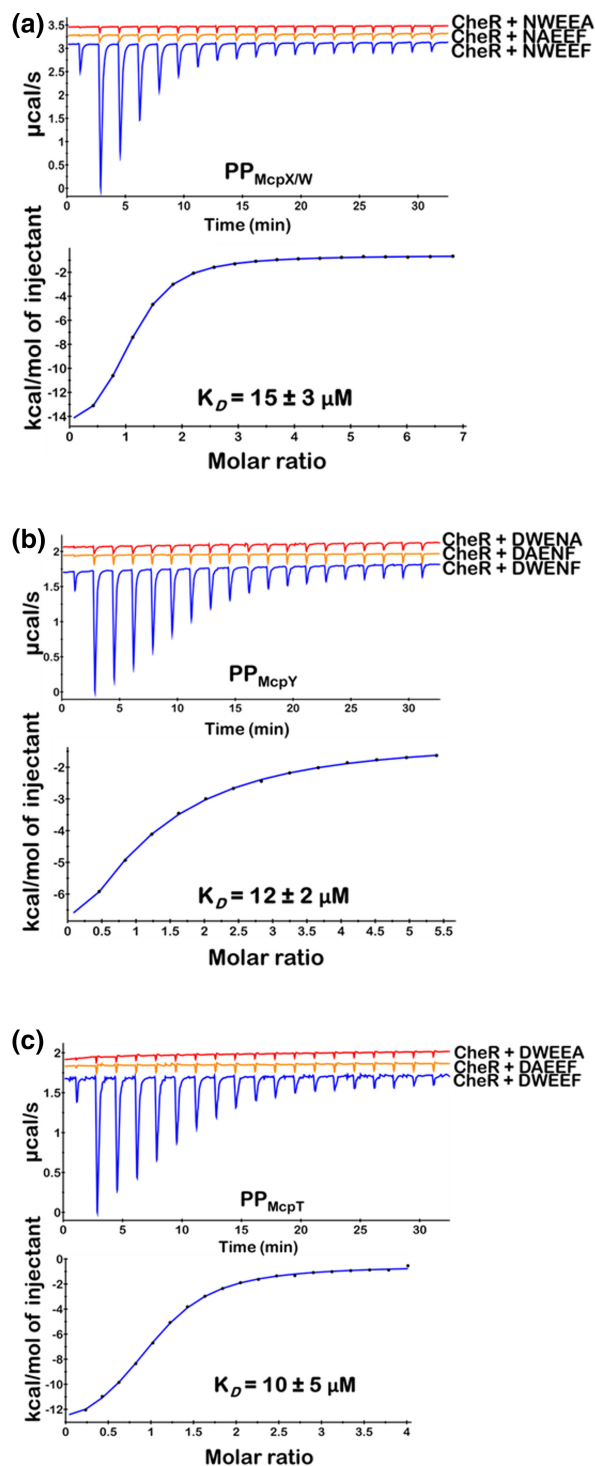 (a)
CheR + NWEEA
CheR + NAEEF
CheR + NWEEF
3.5
3
2.5
2
1.5
1
0.5
0
µcal/s
PPMcpX/W
0 5 10 15 20 25 30
Time (min)
-2
-4
-6
-8
-10
-12
-14
kcal/mol of injectant
KD = 15 ± 3 µM
0 1 2 3 4 5 6 7
Molar ratio
(b)
CheR + DWENA
CheR + DAENF
CheR + DWENF
2
1.5
1
0.5
0
µcal/s
PPMcpY
0 5 10 15 20 25 30
Time (min)
-2
-3
-4
-5
-6
kcal/mol of injectant
KD = 12 ± 2 µM
0 0.5 1 1.5 2 2.5 3 3.5 4 4.5 5 5.5
Molar ratio
(c)
CheR + DWEEA
CheR + DAEEF
CheR + DWEEF
2
1.5
1
0.5
0
µcal/s
PPMcpT
0 5 10 15 20 25 30
Time (min)
0
-2
-4
-6
-8
-10
-12
kcal/mol of injectant
KD = 10 ± 5 µM
0 0.5 1 1.5 2 2.5 3 3.5 4
Molar ratio